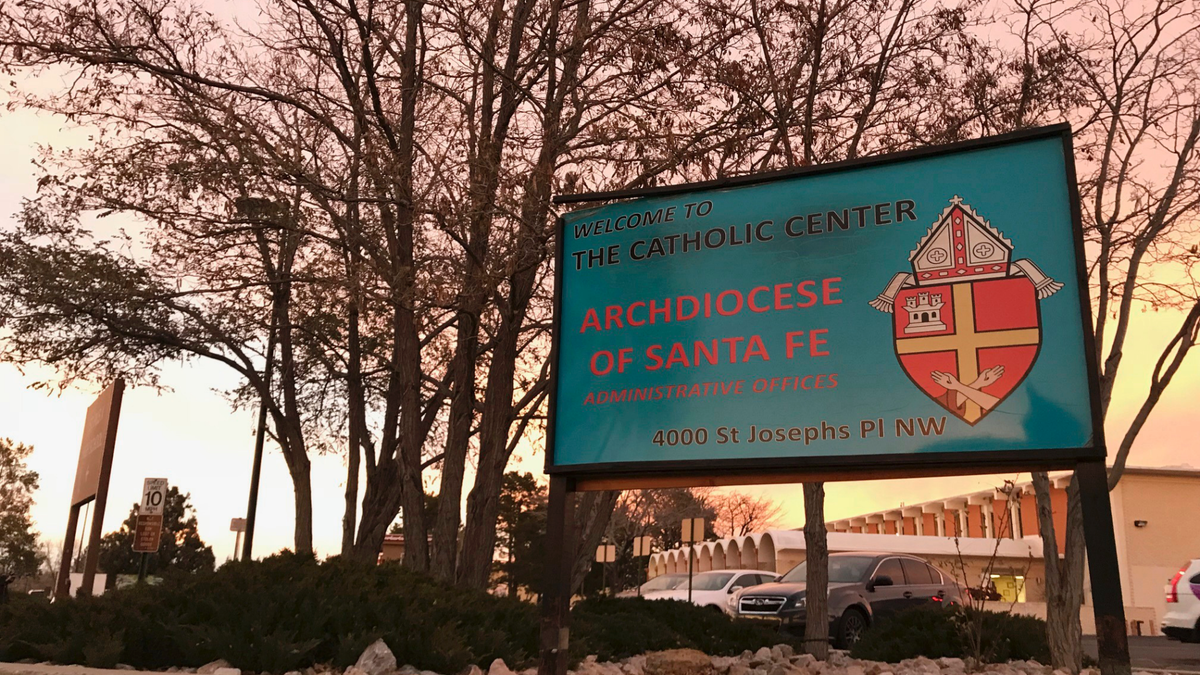 WELCOME TO
THE CATHOLIC CENTER
ARCHDIOCESE
OF SANTA FE
ADMINISTRATIVE OFFICES
4000 St Josephs Pl NW
10